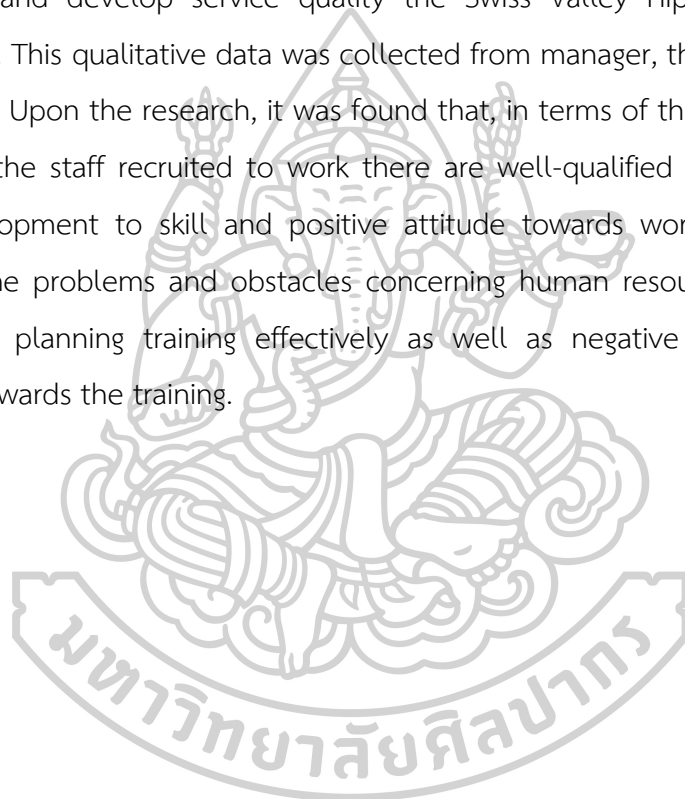 and develop service quality the Swiss Valley Hip
This qualitative data was collected from manager, th
Upon the research, it was found that, in terms of th
the staff recruited to work there are well-qualified
opment to skill and positive attitude towards wor
ne problems and obstacles concerning human resou
planning training effectively as well as negative
wards the training.
มหาวิทยาลัยศิลปากร